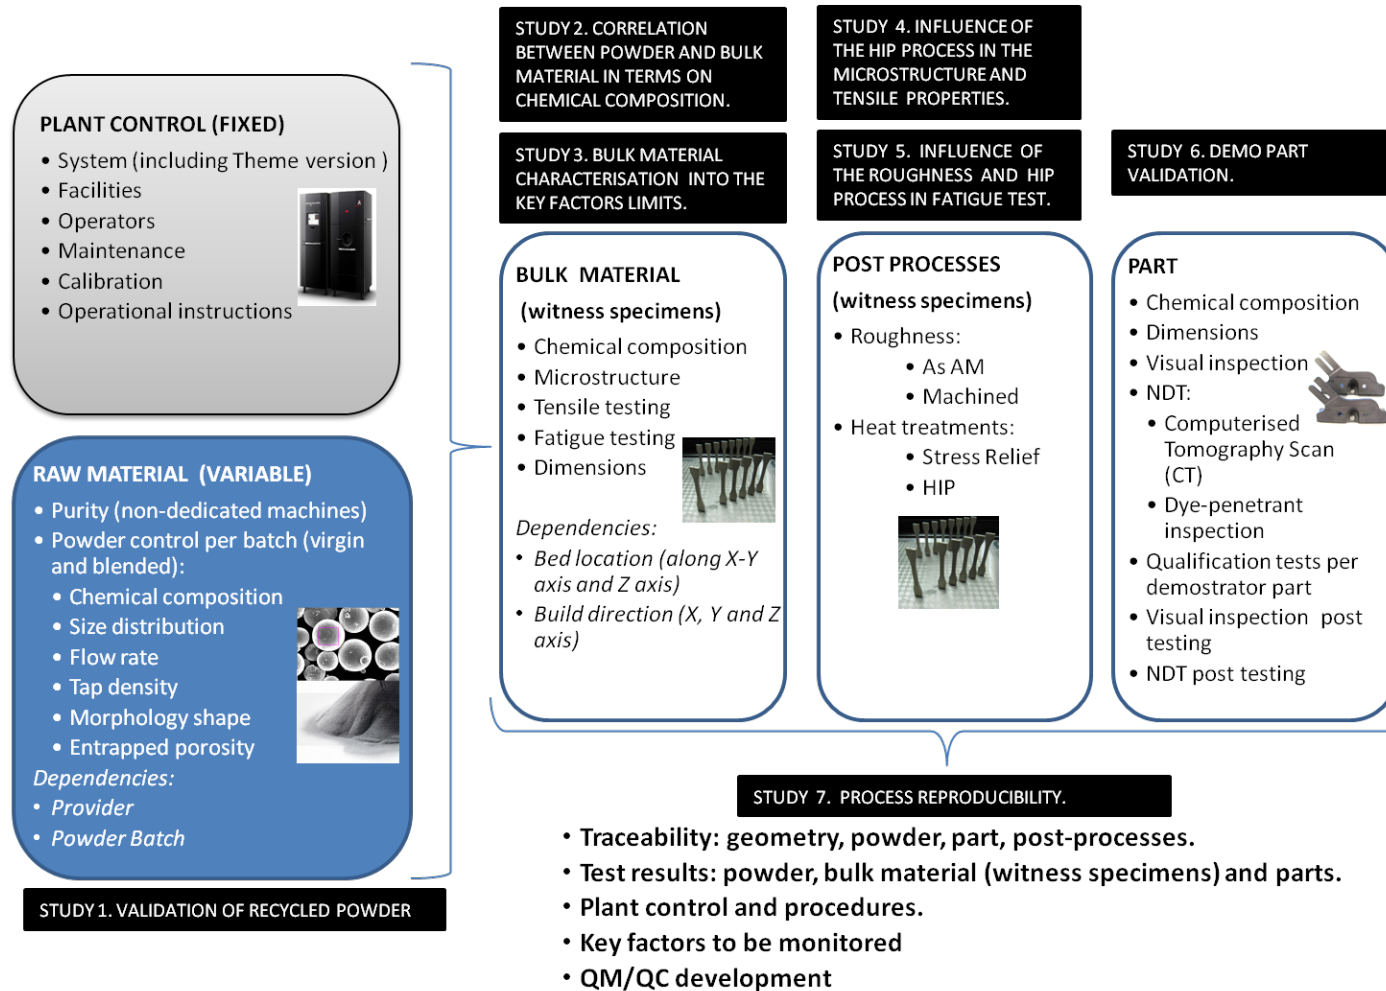 PLANT CONTROL (FIXED)
• System (including Theme version )
• Facilities
• Operators
• Maintenance
• Calibration
• Operational instructions
RAW MATERIAL (VARIABLE)
• Purity (non-dedicated machines)
• Powder control per batch (virgin
and blended):
• Chemical composition
• Size distribution
• Flow rate
• Tap density
• Morphology shape
• Entrapped porosity
Dependencies:
• Provider
• Powder Batch
STUDY 1. VALIDATION OF RECYCLED POWDER
STUDY 2. CORRELATION
BETWEEN POWDER AND BULK
MATERIAL IN TERMS ON
CHEMICAL COMPOSITION.
STUDY 3. BULK MATERIAL
CHARACTERISATION INTO THE
KEY FACTORS LIMITS.
BULK MATERIAL
(witness specimens)
• Chemical composition
• Microstructure
• Tensile testing
• Fatigue testing
• Dimensions
Dependencies:
• Bed location (along X-Y
axis and Z axis)
• Build direction (X, Y and Z
axis)
STUDY 4. INFLUENCE OF
THE HIP PROCESS IN THE
MICROSTRUCTURE AND
TENSILE PROPERTIES.
STUDY 5. INFLUENCE OF
THE ROUGHNESS AND HIP
PROCESS IN FATIGUE TEST.
POST PROCESSES
(witness specimens)
• Roughness:
• As AM
• Machined
• Heat treatments:
• Stress Relief
• HIP
STUDY 6. DEMO PART
VALIDATION.
PART
• Chemical composition
• Dimensions
• Visual inspection
• NDT:
• Computerised
Tomography Scan
(CT)
• Dye-penetrant
inspection
• Qualification tests per
demostrator part
• Visual inspection post
testing
• NDT post testing
STUDY 7. PROCESS REPRODUCIBILITY.
• Traceability: geometry, powder, part, post-processes.
• Test results: powder, bulk material (witness specimens) and parts.
• Plant control and procedures.
• Key factors to be monitored
• QM/QC development